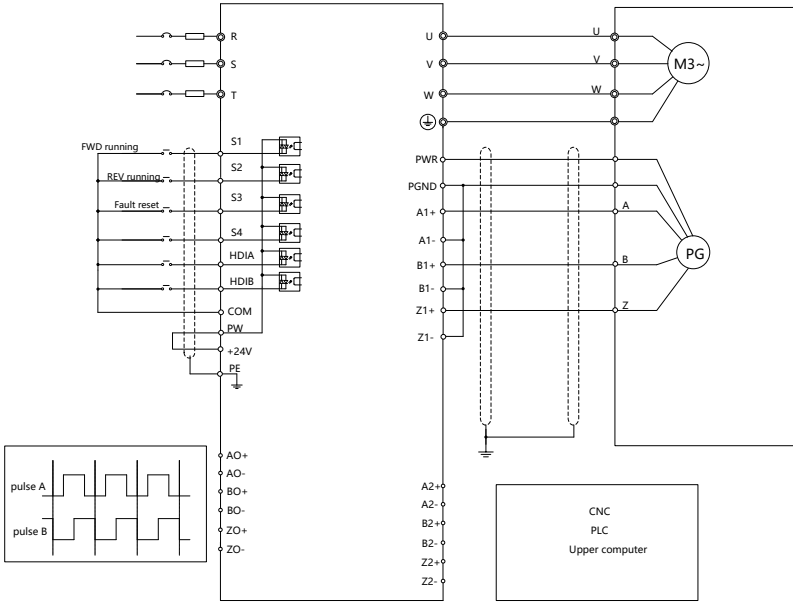 R
S
T
FWD running
REV running
Fault reset
S1
S2
S3
S4
HDIA
HDIB
COM
PW
+24V
PE
U
V
W
PWR
PGND
A1+
A1-
B1+
B1-
Z1+
Z1-
U
V
W
M3~
A
B
Z
PG
pulse A
pulse B
AO+
AO-
BO+
BO-
ZO+
ZO-
A2+
A2-
B2+
B2-
Z2+
Z2-
CNC
PLC
Upper computer